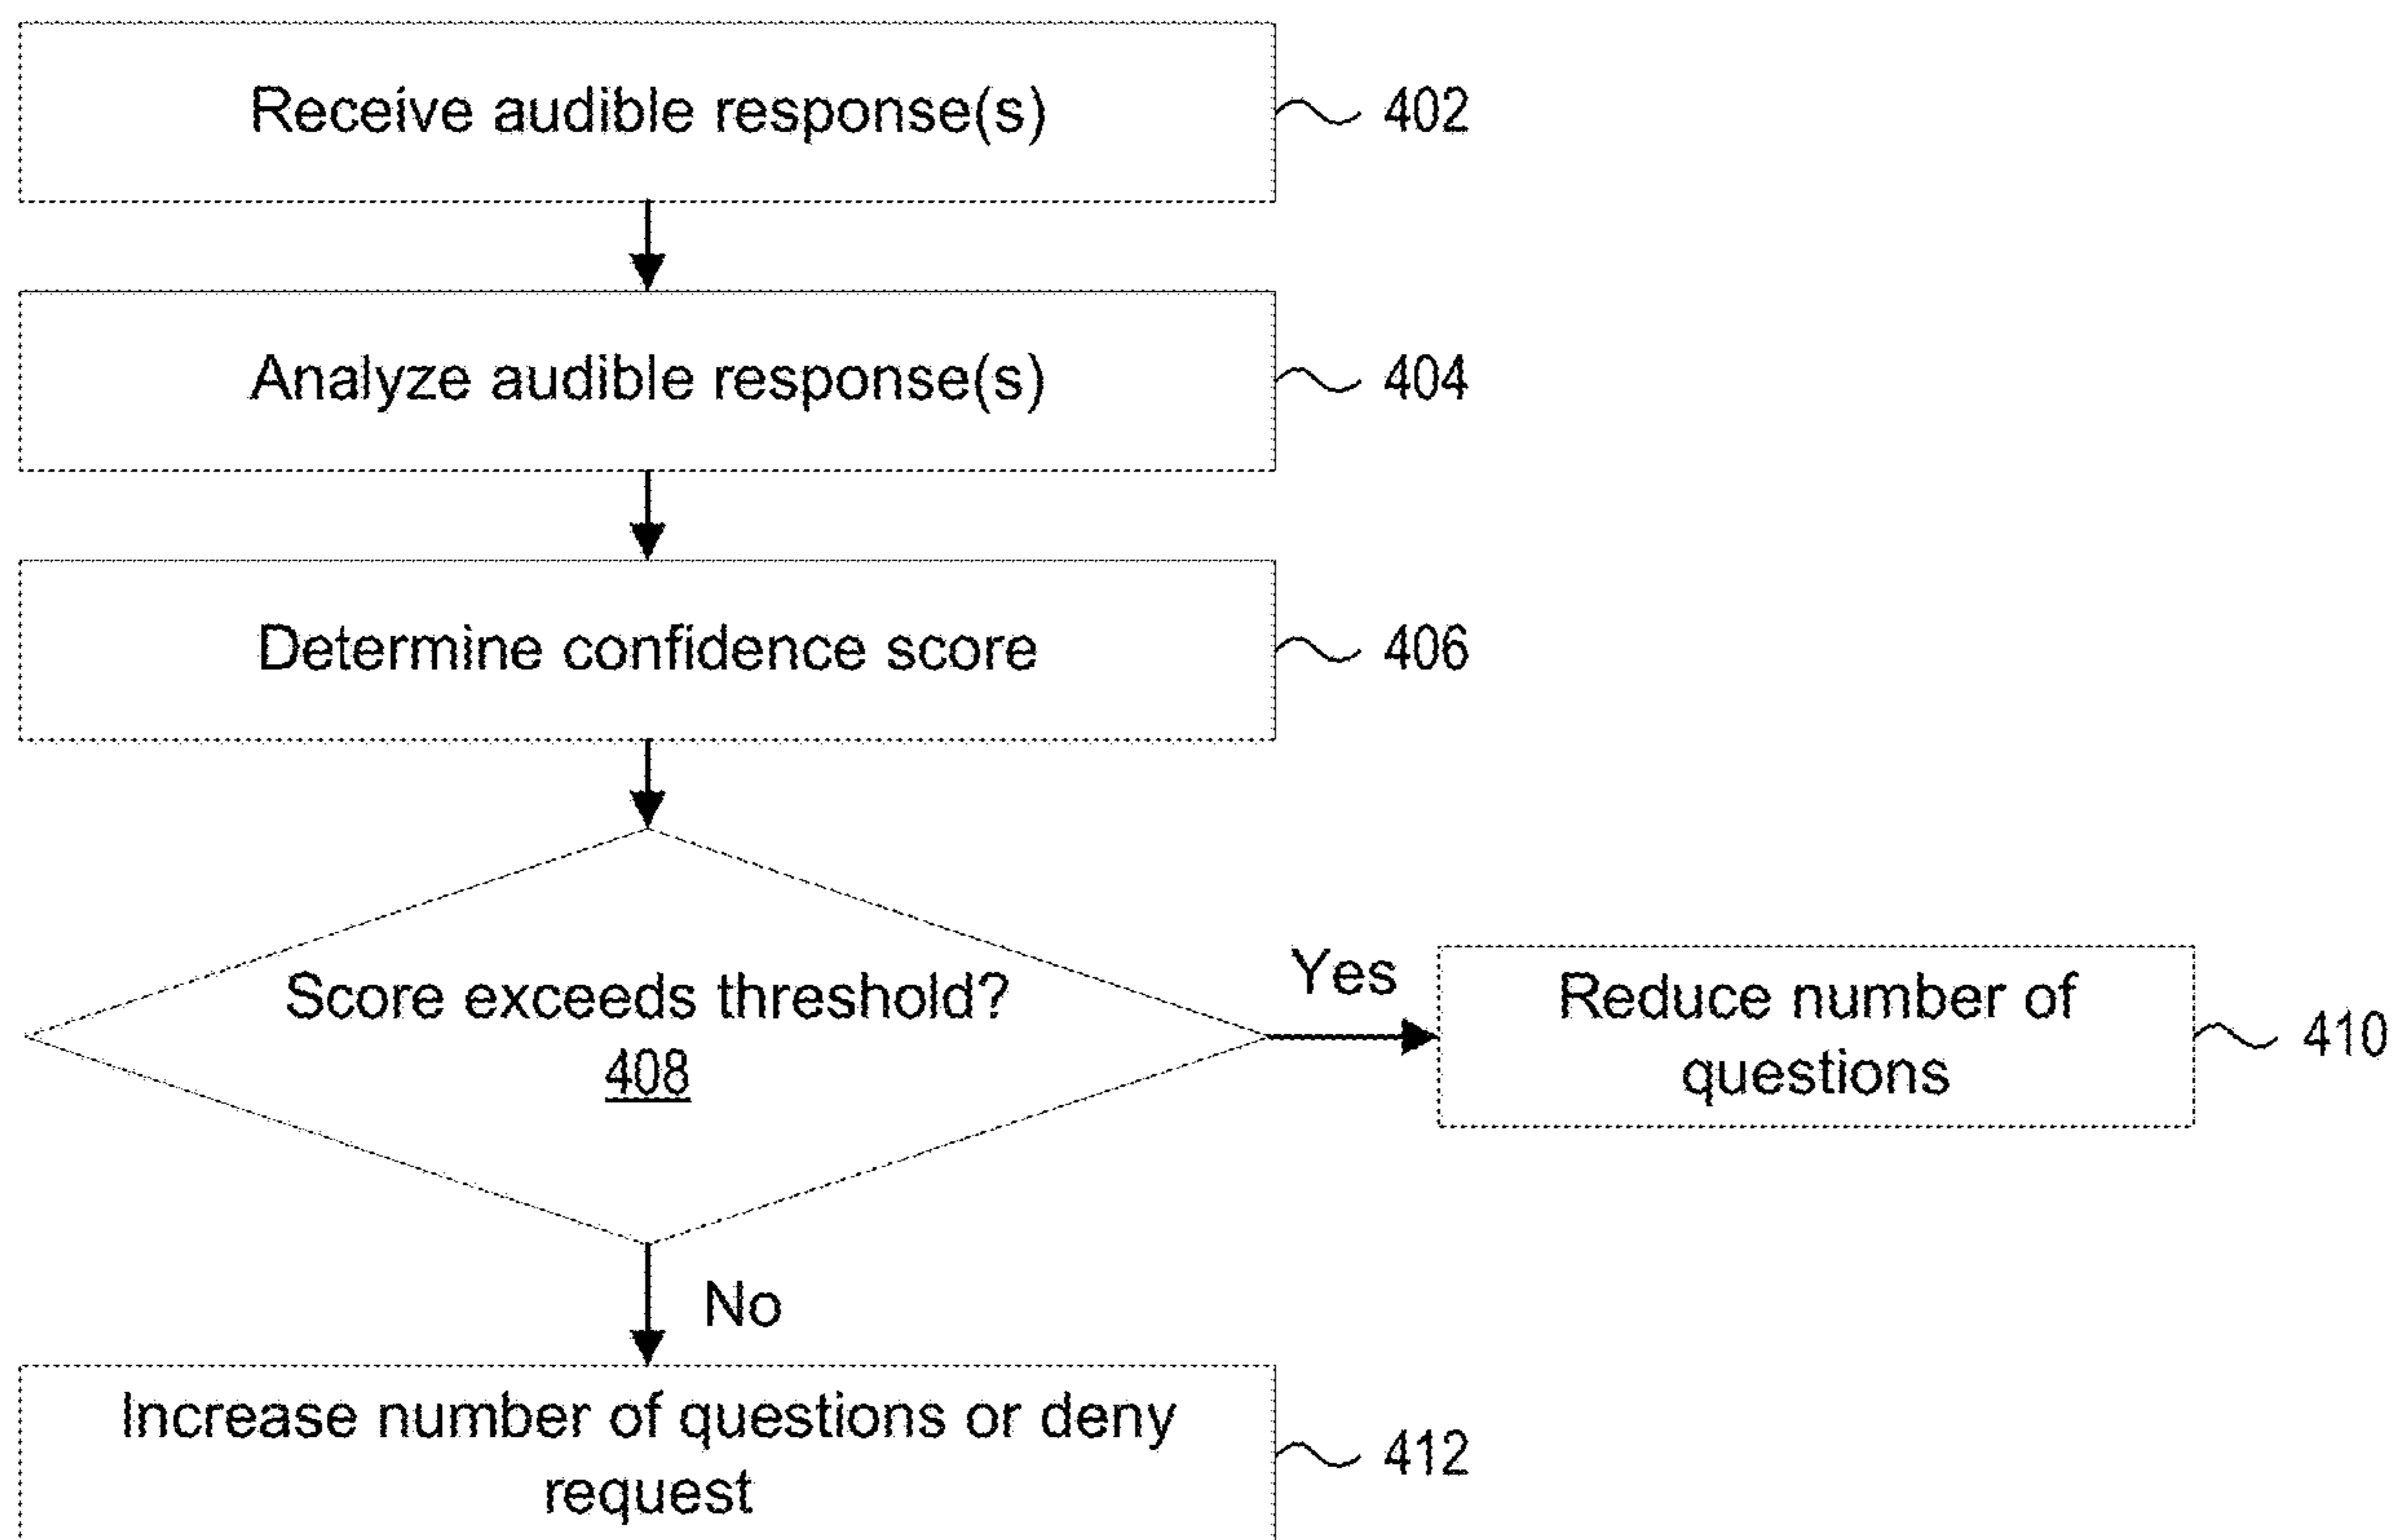 Receive audible response(s)
402
Analyze audible response(s)
404
Determine confidence score
406
Score exceeds threshold?
408
Yes
Reduce number of
questions
410
No
Increase number of questions or deny
request
412